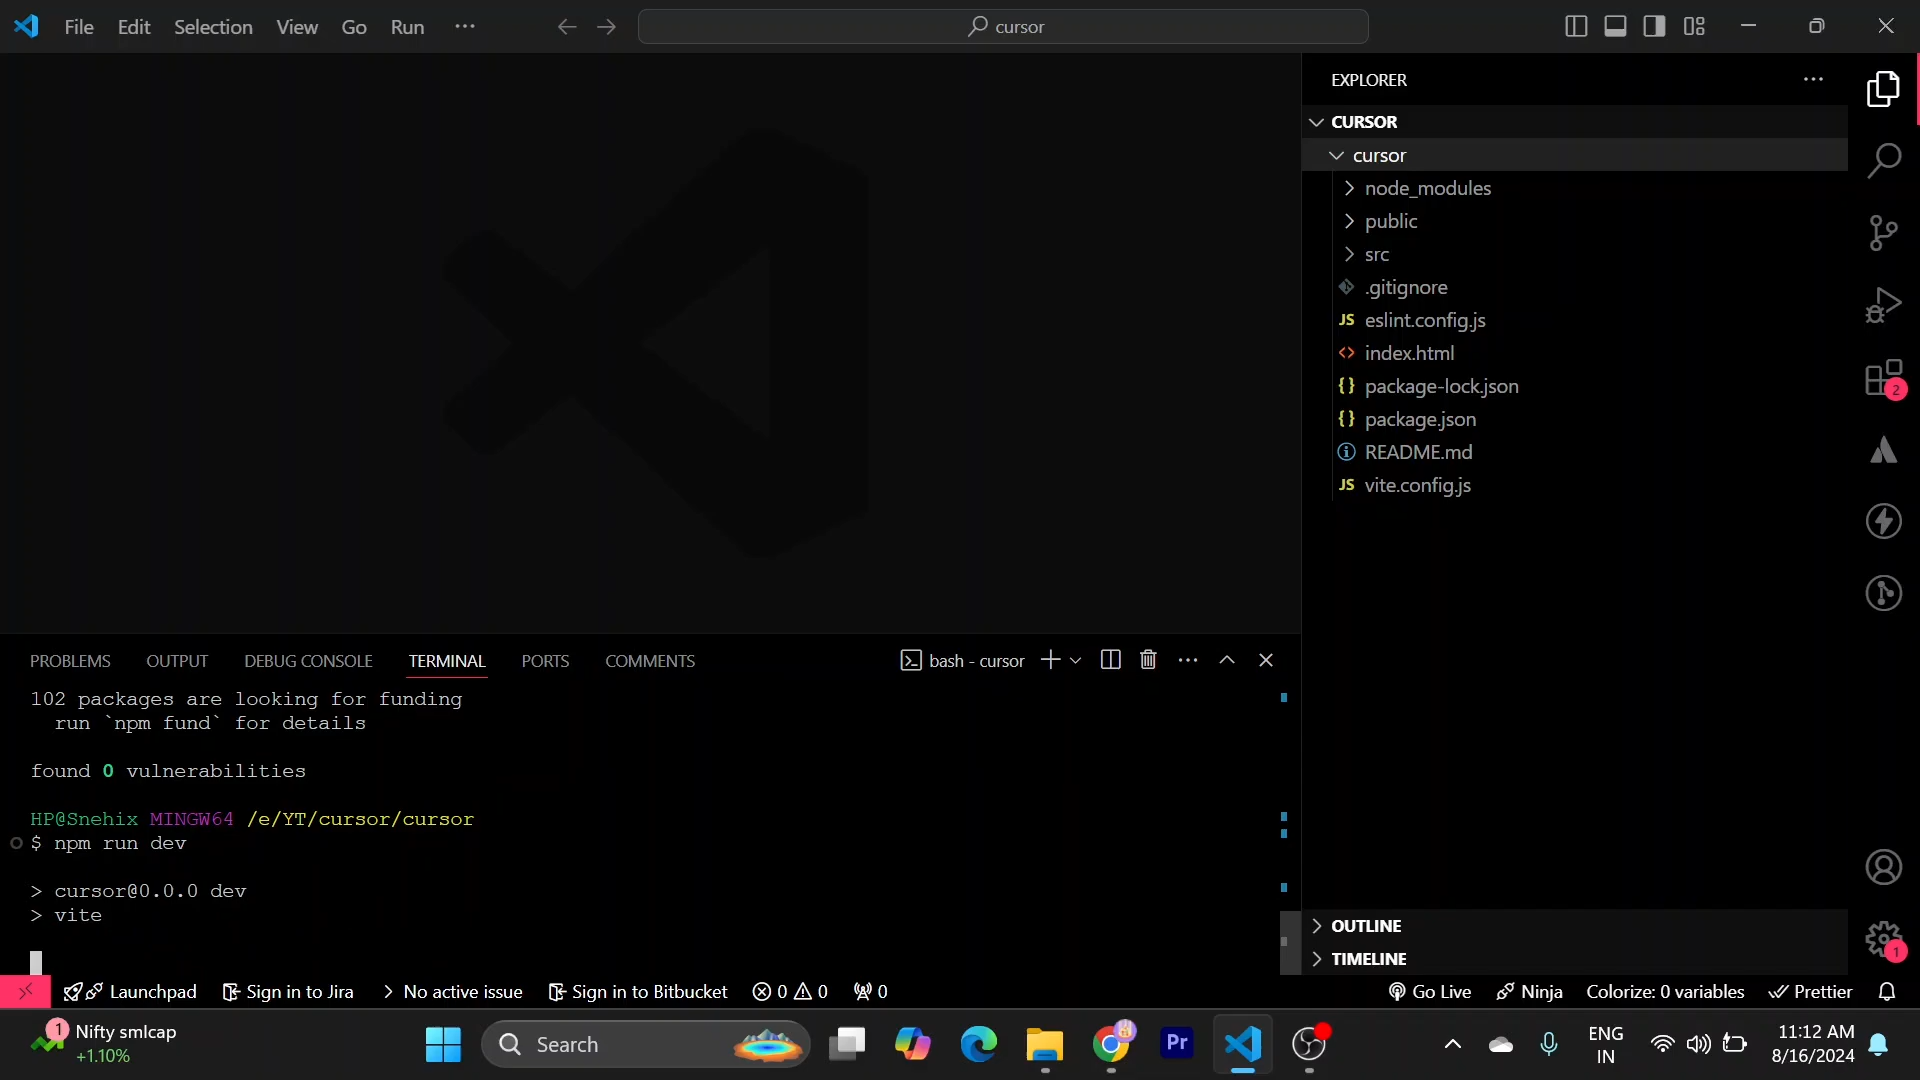 File Edit Selection View Go Run
cursor
EXPLORER
CURSOR
cursor
node_modules
public
src
.gitignore
JS eslint.config.js
<> index.html
{} package-lock.json
{} package.json
README.md
JS vite.config.js
2
OUTLINE
TIMELINE
1
PROBLEMS OUTPUT DEBUG CONSOLE TERMINAL PORTS COMMENTS
bash - cursor
102 packages are looking for funding
run `npm fund` for details
found 0 vulnerabilities
HP@Snehix MINGW64 /e/YT/cursor/cursor
$ npm run dev
> cursor@0.0.0 dev
> vite
Launchpad Sign in to Jira No active issue Sign in to Bitbucket 0 0 0
Go Live Ninja Colorize: 0 variables Prettier
1 Nifty smlcap
+1.10%
Search
Pr
ENG
IN
11:12 AM
8/16/2024